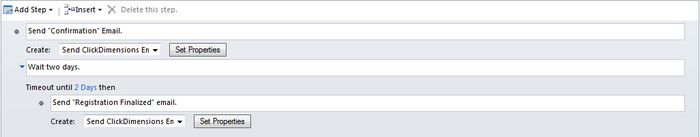 Add Step Insert Delete this step.
Send "Confirmation" Email.
Create: Send ClickDimensions En Set Properties
Wait two days.
Timeout until 2 Days then
Send "Registration Finalized" email.
Create: Send ClickDimensions En Set Properties